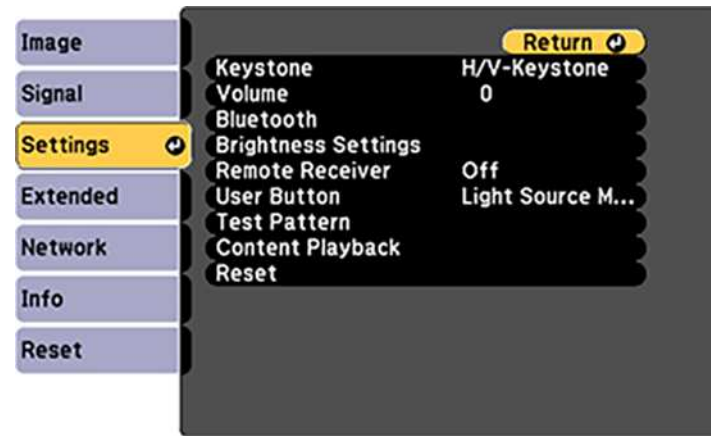 Image
Signal
Settings
Extended
Network
Info
Reset
Return
Keystone H/V-Keystone
Volume 0
Bluetooth
Brightness Settings
Remote Receiver Off
User Button Light Source M...
Test Pattern
Content Playback
Reset